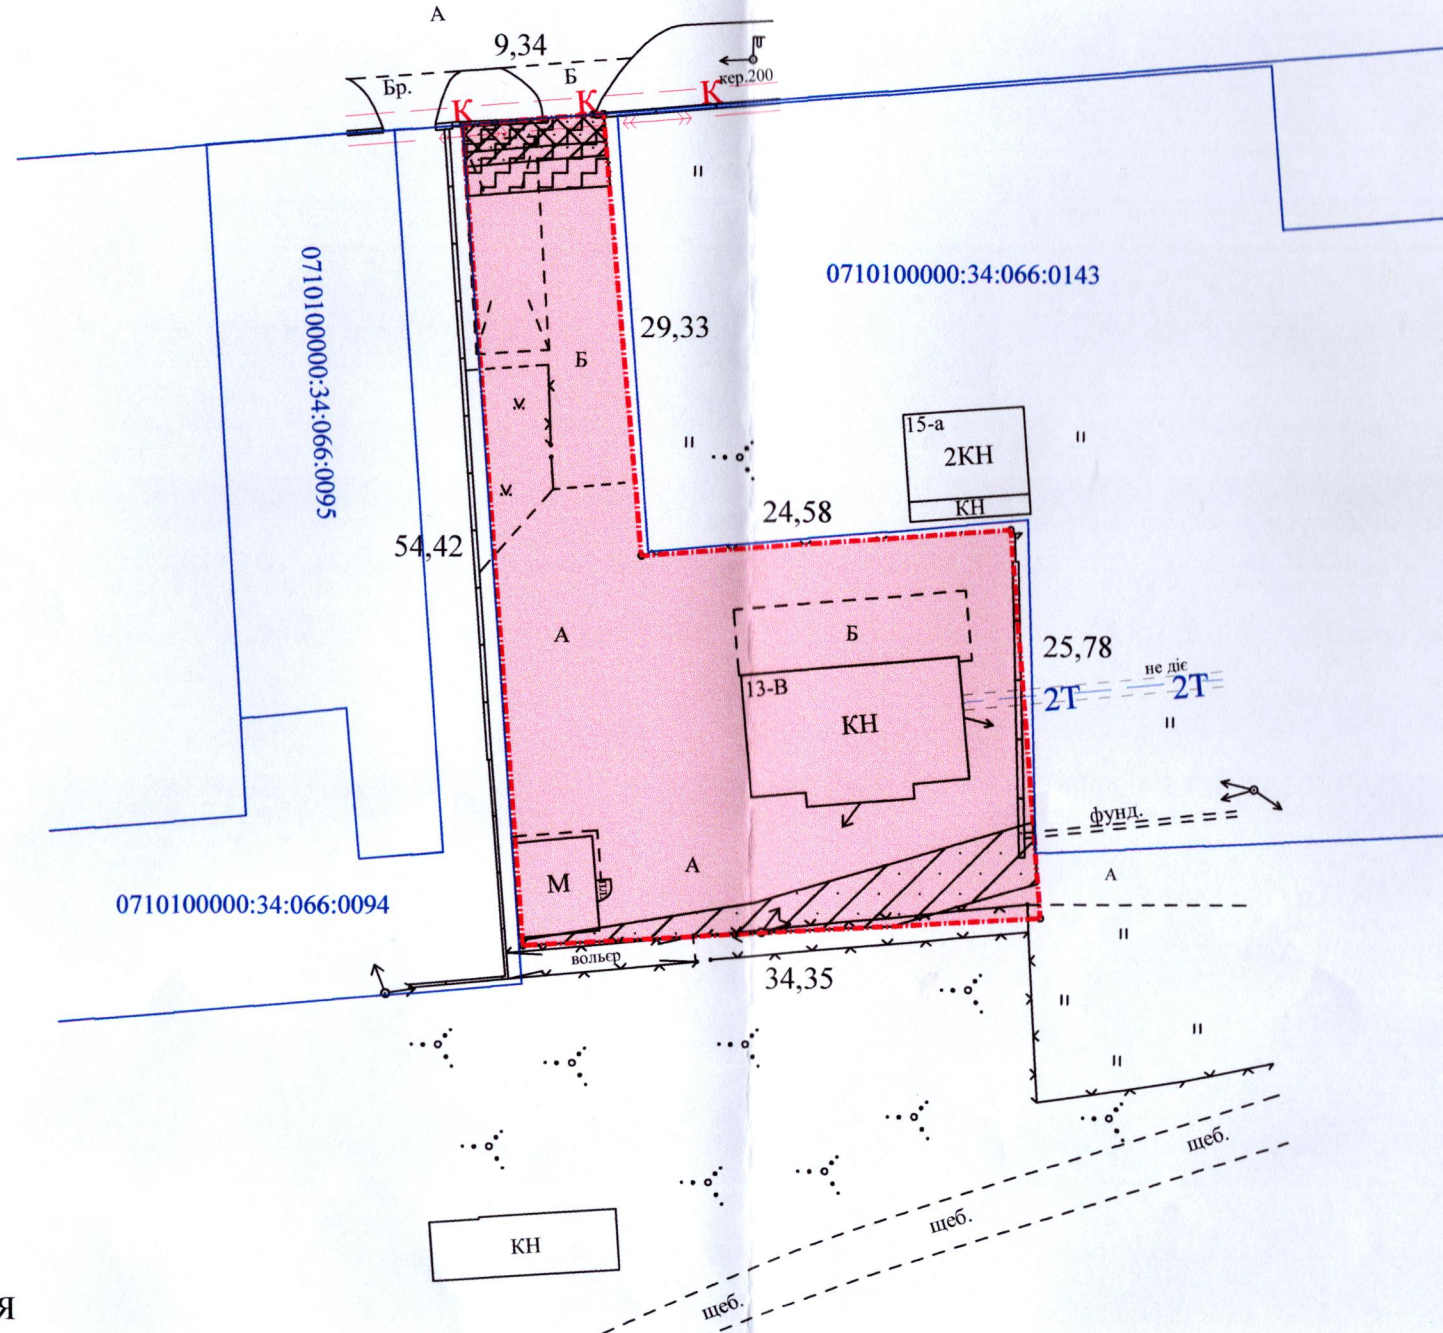 А
9,34
Бр.
Б
кер.200
К
К
К
0710100000:34:066:0143
0710100000:34:066:0095
29,33
Б
15-а
2КН
КН
24,58
54,42
А
Б
25,78
не діє
2Т
2Т
13-В
КН
фунд.
М
А
А
0710100000:34:066:0094
вольєр
34,35
щеб.
щеб.
щеб.
КН
Я